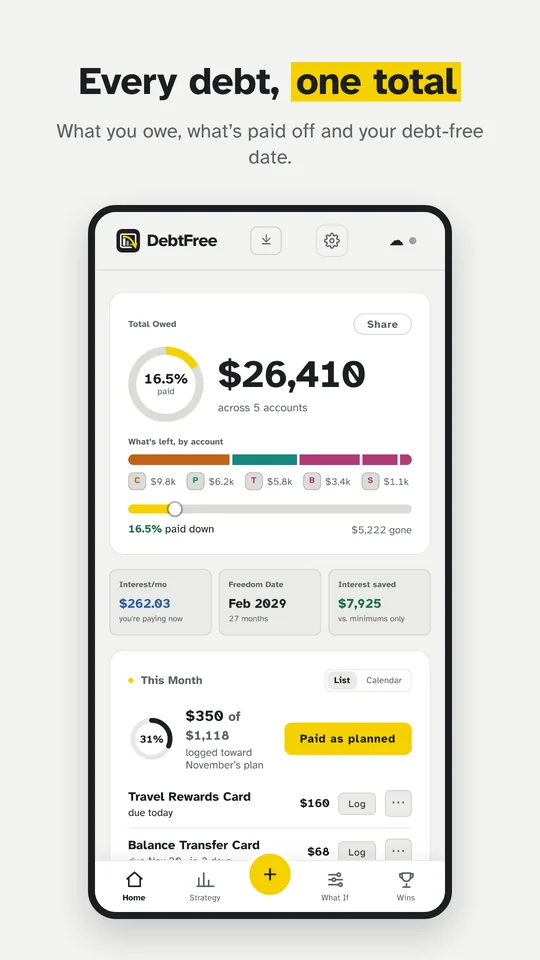 Every debt, one total
What you owe, what's paid off and your debt-free
date.
DebtFree
Total Owed
Share
16.5%
paid
$26,410
across 5 accounts
What's left, by account
C $9.8k P $6.2k T $5.8k B $3.4k S $1.1k
16.5% paid down
$5,222 gone
Interest/mo
$262.03
you're paying now
Freedom Date
Feb 2029
27 months
Interest saved
$7,925
vs. minimums only
This Month
List
Calendar
31%
$350 of
$1,118
logged toward
November's plan
Paid as planned
Travel Rewards Card
due today
$160
Log
Balance Transfer Card
$68
Log
Home
Strategy
+
What If
Wins